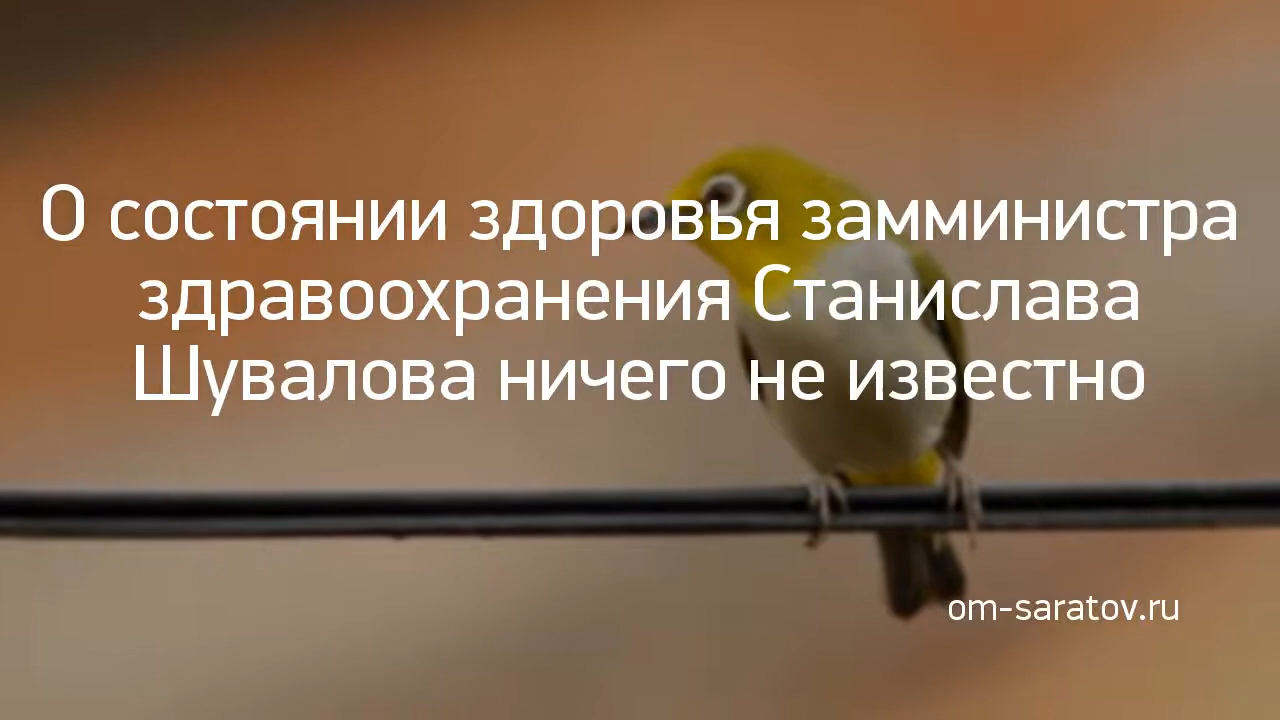 О состоянии здоровья замминистра
здравоохранения Станислава
Шувалова ничего не известно
om-saratov.ru